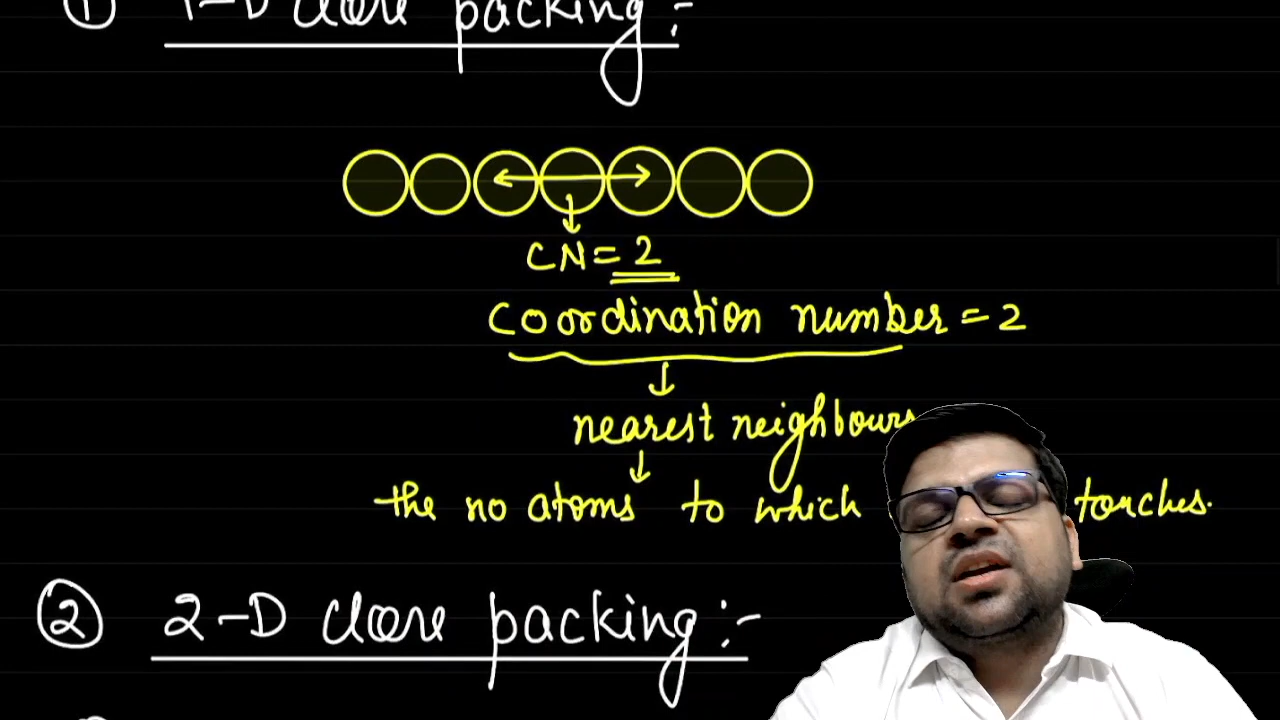 ① 1-D close packing :-
CN = 2
Coordination number = 2
nearest neighbours
the no atoms to which touches.
② 2-D close packing :-